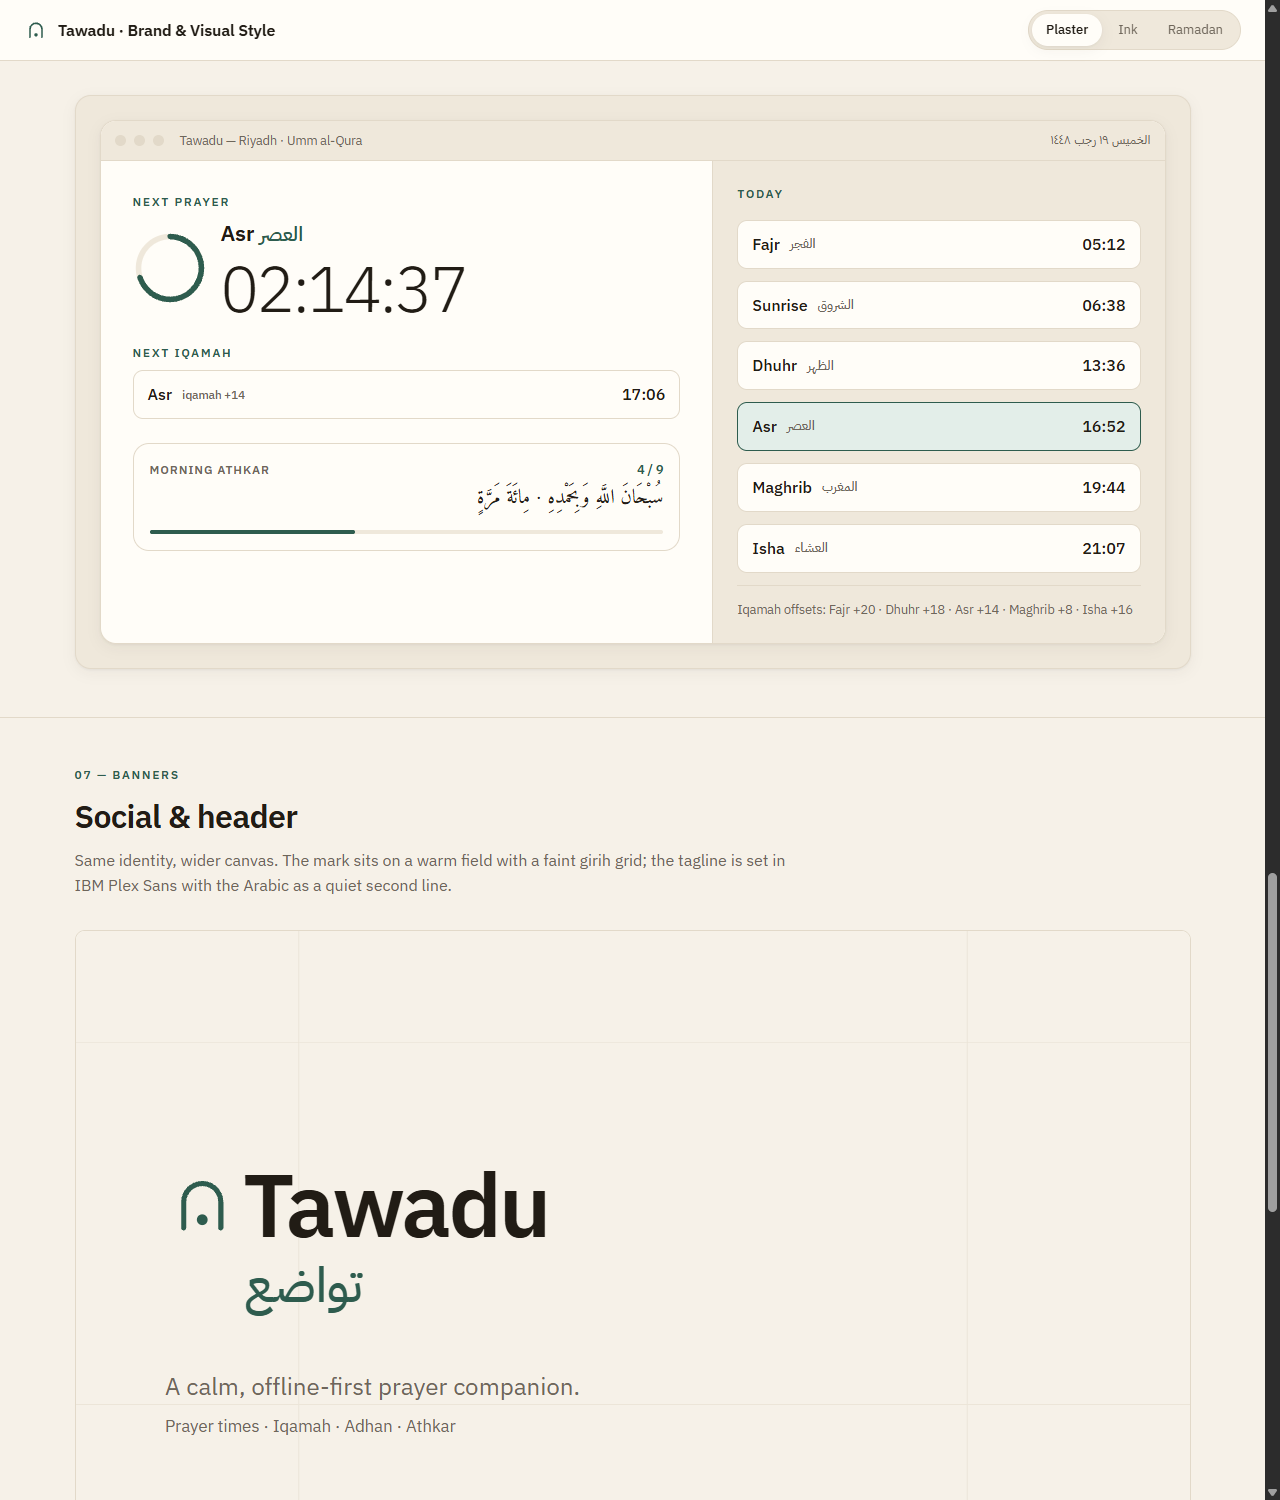 Tawadu · Brand & Visual Style
Plaster
Ink
Ramadan
Tawadu — Riyadh · Umm al-Qura
الخميس ١٩ رجب ١٤٤٨
NEXT PRAYER
Asr العصر
02:14:37
NEXT IQAMAH
Asr iqamah +14 17:06
MORNING ATHKAR 4 / 9
سُبْحَانَ اللَّهِ وَبِحَمْدِهِ · مِائَةَ مَرَّةٍ
TODAY
Fajr الفجر 05:12
Sunrise الشروق 06:38
Dhuhr الظهر 13:36
Asr العصر 16:52
Maghrib المغرب 19:44
Isha العشاء 21:07
Iqamah offsets: Fajr +20 · Dhuhr +18 · Asr +14 · Maghrib +8 · Isha +16
07 — BANNERS
Social & header
Same identity, wider canvas. The mark sits on a warm field with a faint girih grid; the tagline is set in
IBM Plex Sans with the Arabic as a quiet second line.
Tawadu
تواضع
A calm, offline-first prayer companion.
Prayer times · Iqamah · Adhan · Athkar